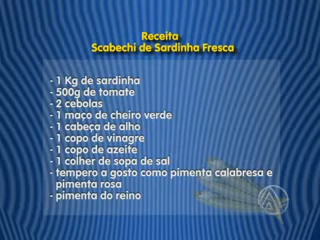 Receita
Scabechi de Sardinha Fresca
- 1 Kg de sardinha
- 500g de tomate
- 2 cebolas
- 1 maço de cheiro verde
- 1 cabeça de alho
- 1 copo de vinagre
- 1 copo de azeite
- 1 colher de sopa de sal
- tempero a gosto como pimenta calabresa e
pimenta rosa
- pimenta do reino